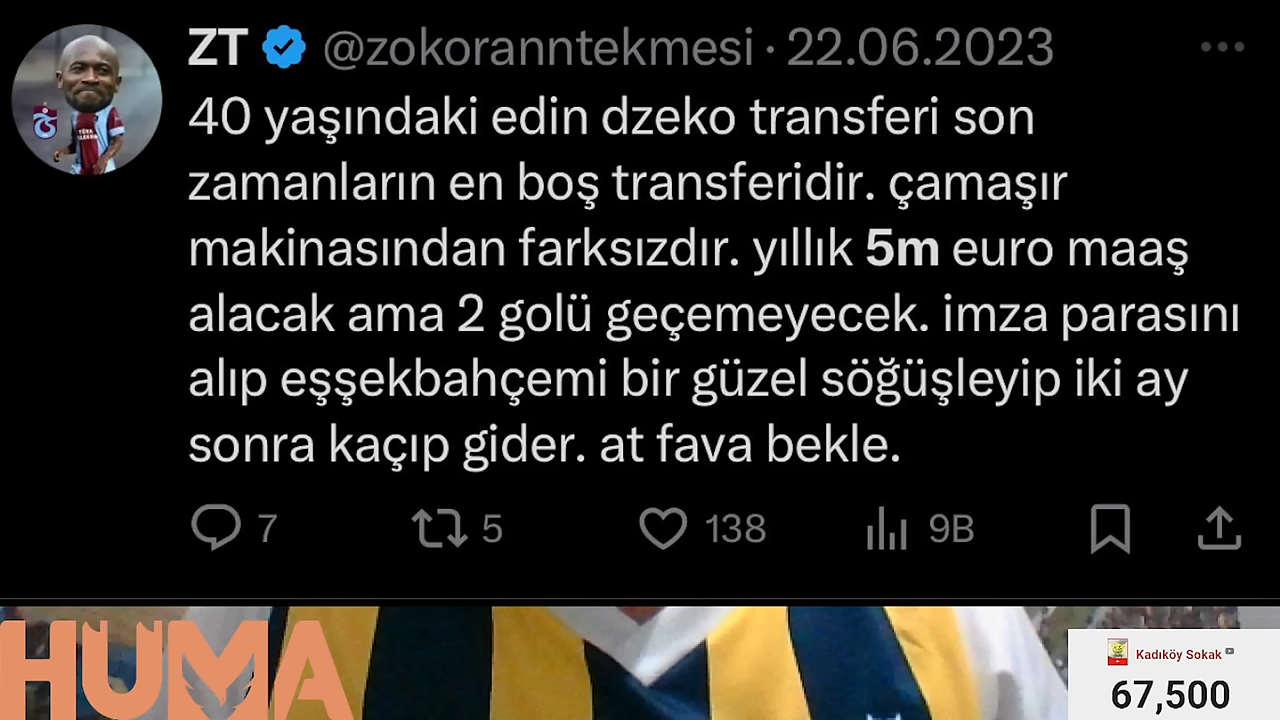 ZT @zokoranntekmesi · 22.06.2023
40 yaşındaki edin dzeko transferi son
zamanların en boş transferidir. çamaşır
makinasından farksızdır. yıllık 5m euro maaş
alacak ama 2 golü geçemeyecek. imza parasını
alıp eşşekbahçemi bir güzel söğüşleyip iki ay
sonra kaçıp gider. at fava bekle.
7 5 138 9B
HUMA
Kadıköy Sokak
67,500